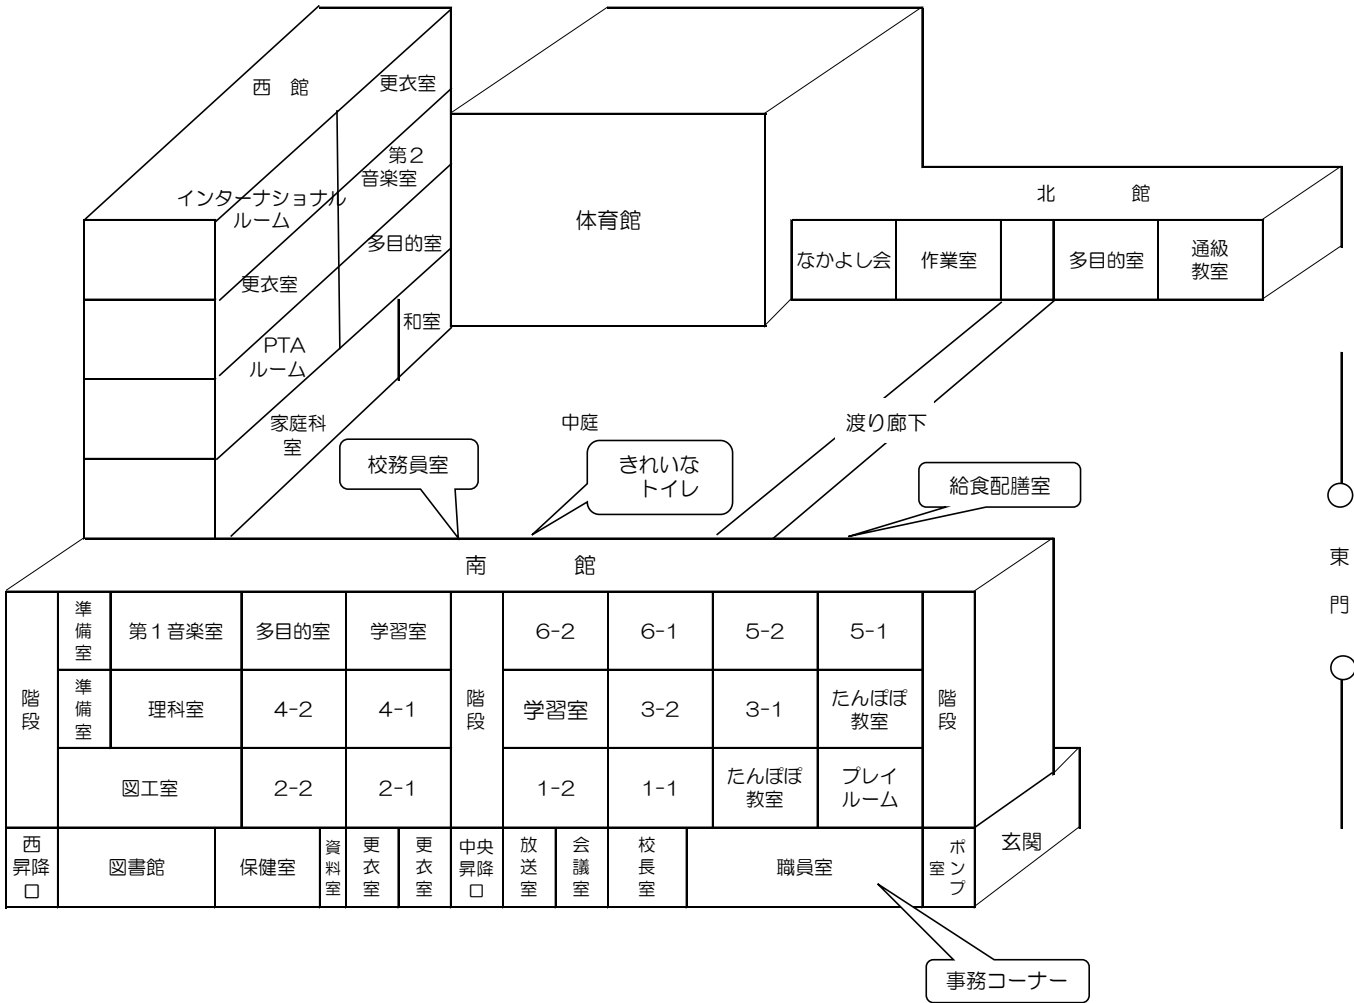 西 館
更衣室
第２
音楽室
インターナショナル
ルーム
多目的室
更衣室
和室
PTA
ルーム
家庭科
室
体育館
北 館
なかよし会
作業室
多目的室
通級
教室
中庭
渡り廊下
校務員室
きれいな
トイレ
給食配膳室
東
門
南 館
階
段
準
備
室
第１音楽室
多目的室
学習室
階
段
6-2
6-1
5-2
5-1
階
段
準
備
室
理科室
4-2
4-1
学習室
3-2
3-1
たんぽぽ
教室
図工室
2-2
2-1
1-2
1-1
たんぽぽ
教室
プレイ
ルーム
西
昇降
口
図書館
保健室
資
料
室
更
衣
室
更
衣
室
中央
昇降
口
放
送
室
会
議
室
校
長
室
職員室
ポンプ
室
玄関
事務コーナー